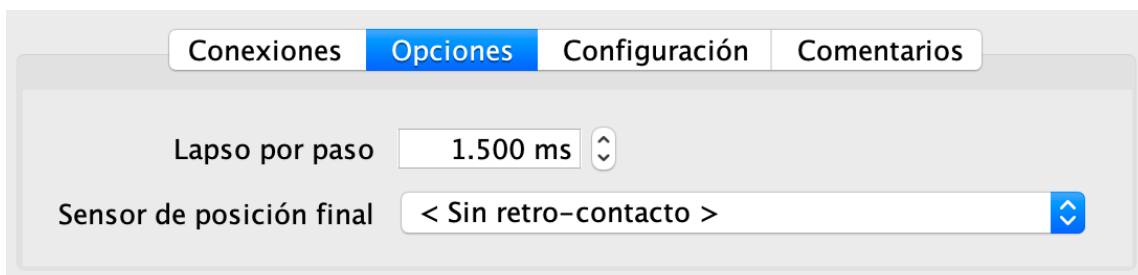 Conexiones Opciones Configuración Comentarios
Lapso por paso 1.500 ms
Sensor de posición final < Sin retro-contacto >